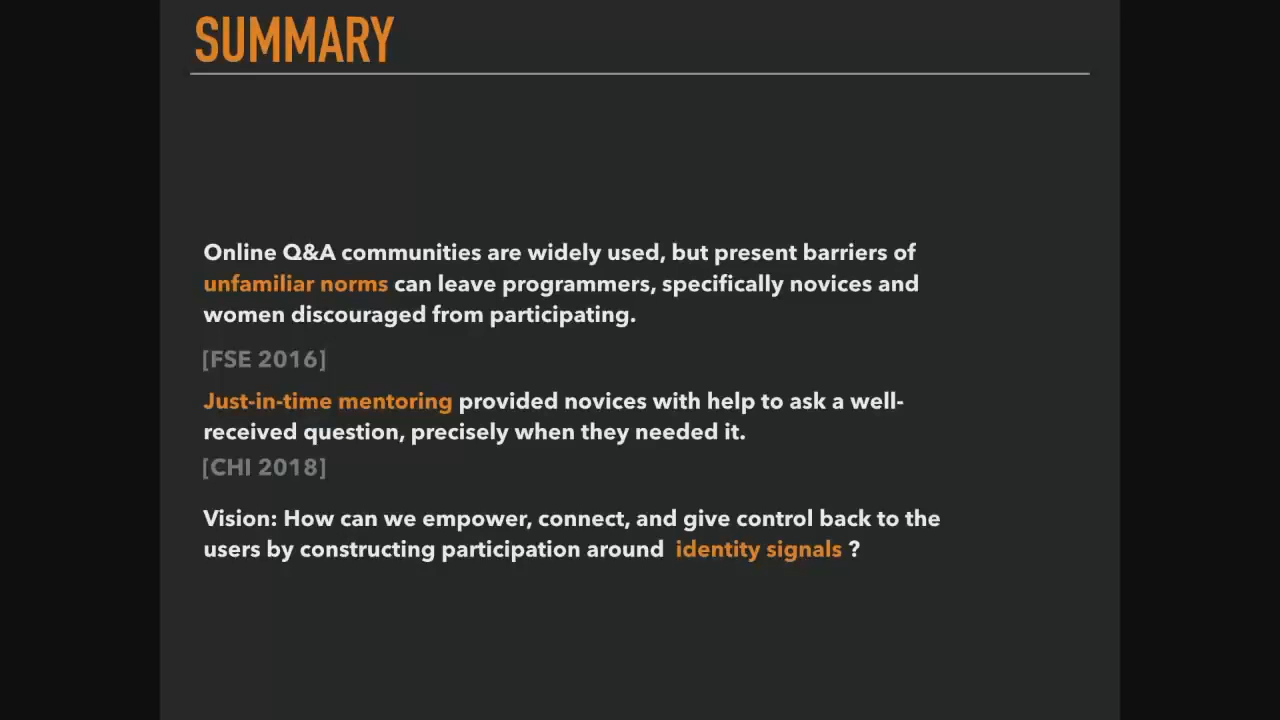 SUMMARY
Online Q&A communities are widely used, but present barriers of
unfamiliar norms can leave programmers, specifically novices and
women discouraged from participating.
[FSE 2016]
Just-in-time mentoring provided novices with help to ask a well-
received question, precisely when they needed it.
[CHI 2018]
Vision: How can we empower, connect, and give control back to the
users by constructing participation around identity signals ?